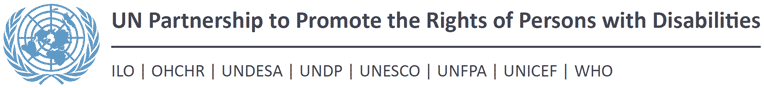 UN Partnership to Promote the Rights of Persons with Disabilities
ILO | OHCHR | UNDESA | UNDP | UNESCO | UNFPA | UNICEF | WHO